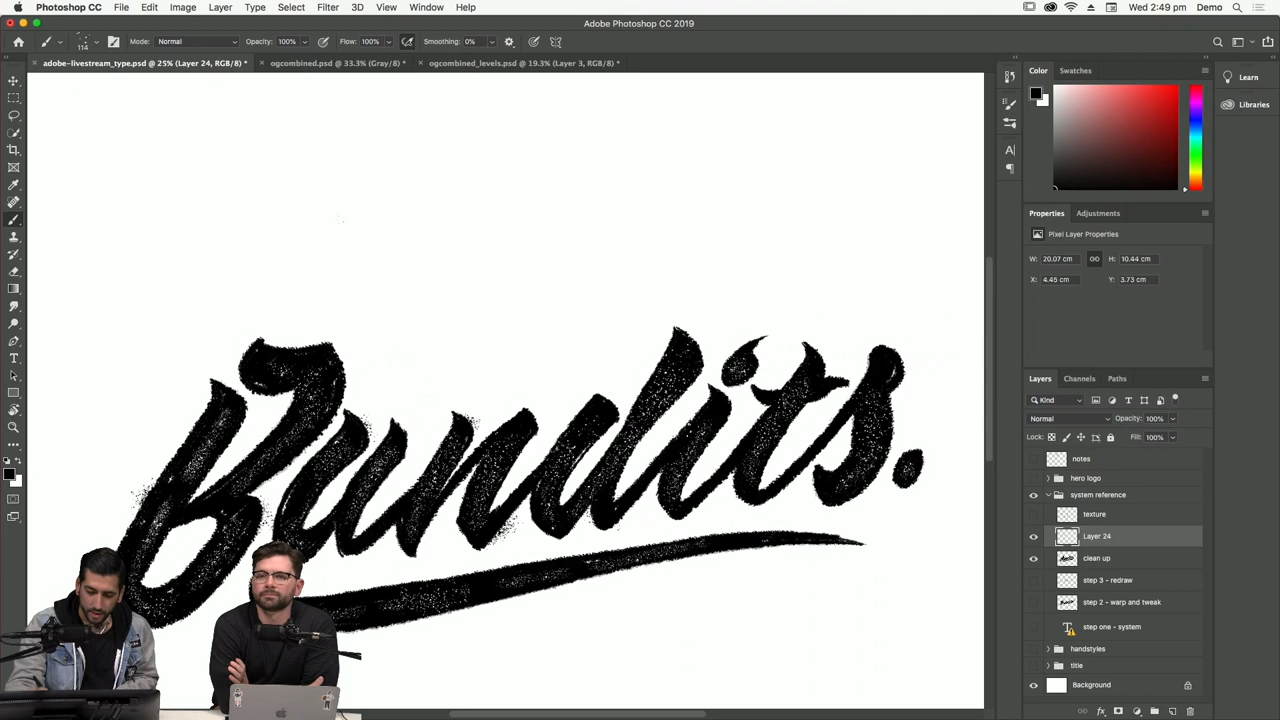 Photoshop CC File Edit Image Layer Type Select Filter 3D View Window Help Wed 2:49 pm Demo
Adobe Photoshop CC 2019
114 Mode: Normal Opacity: 100% Flow: 100% Smoothing: 0%
adobe-livestream_type.psd @ 25% (Layer 24, RGB/8) * ogcombined.psd @ 33.3% (Gray/8) * ogcombined_levels.psd @ 19.3% (Layer 3, RGB/8) *
Color Swatches
Learn
Libraries
Properties Adjustments
Pixel Layer Properties
W: 20.07 cm H: 10.44 cm
X: 4.45 cm Y: 3.73 cm
Bandits.
Layers Channels Paths
Kind
Normal Opacity: 100%
Lock: Fill: 100%
notes
hero logo
system reference
texture
Layer 24
clean up
step 3 - redraw
step 2 - warp and tweak
step one - system
handstyles
title
Background